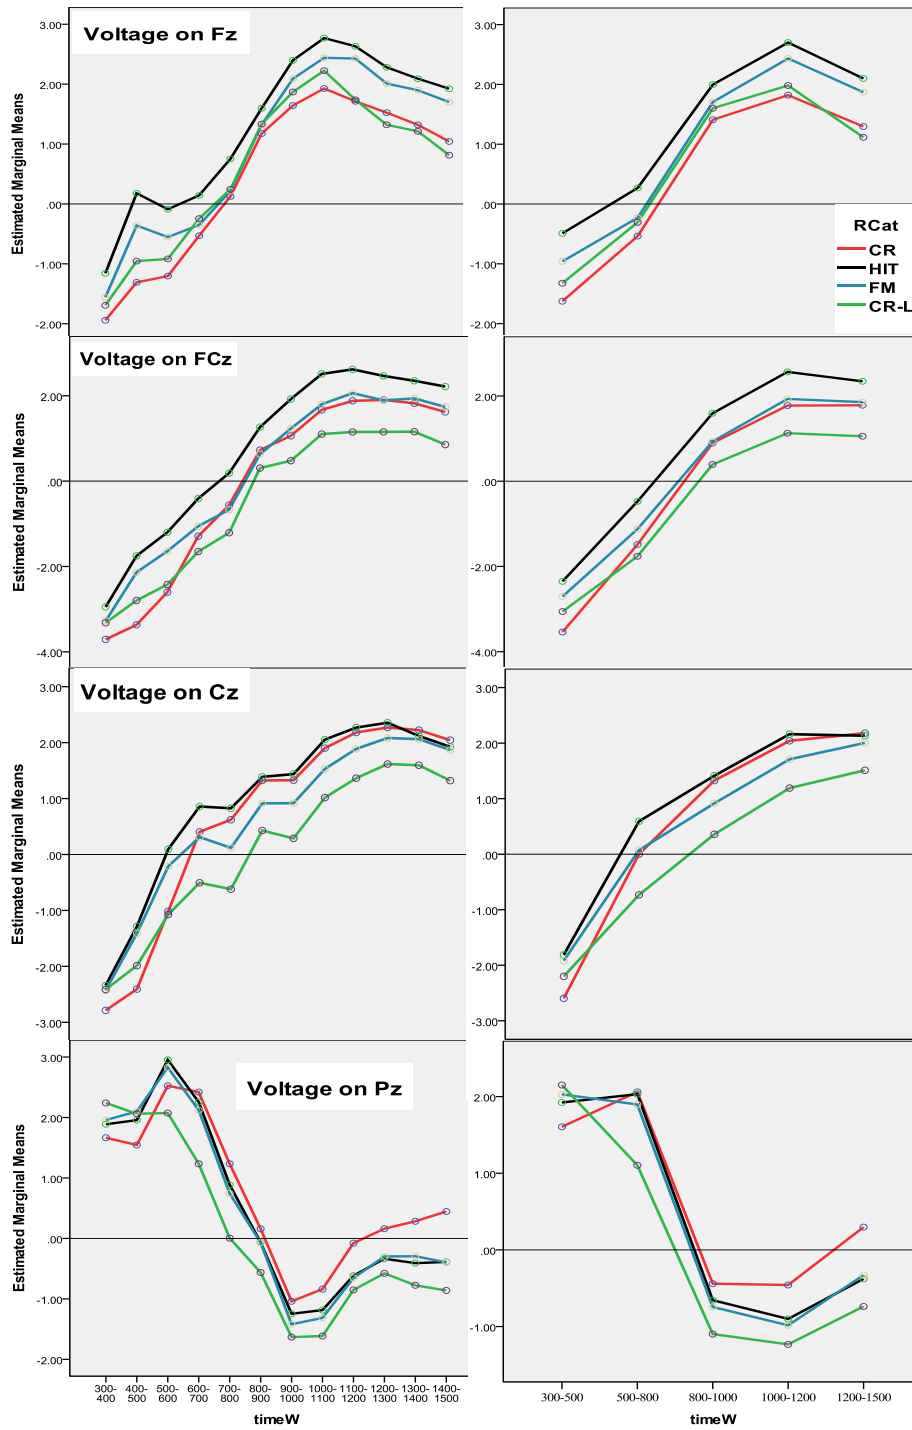 Voltage on Fz
Estimated Marginal Means
3.00
2.00
1.00
.00
-1.00
-2.00
3.00
2.00
1.00
.00
-1.00
-2.00
RCat
CR
HIT
FM
CR-L
Voltage on FCz
Estimated Marginal Means
2.00
.00
-2.00
-4.00
2.00
.00
-2.00
-4.00
Voltage on Cz
Estimated Marginal Means
3.00
2.00
1.00
.00
-1.00
-2.00
-3.00
3.00
2.00
1.00
.00
-1.00
-2.00
-3.00
Voltage on Pz
Estimated Marginal Means
3.00
2.00
1.00
.00
-1.00
-2.00
2.00
1.00
.00
-1.00
300- 400- 500- 600- 700- 800- 900- 1000- 1100- 1200- 1300- 1400-
400 500 600 700 800 900 1000 1100 1200 1300 1400 1500
timeW
300-500 500-800 800-1000 1000-1200 1200-1500
timeW